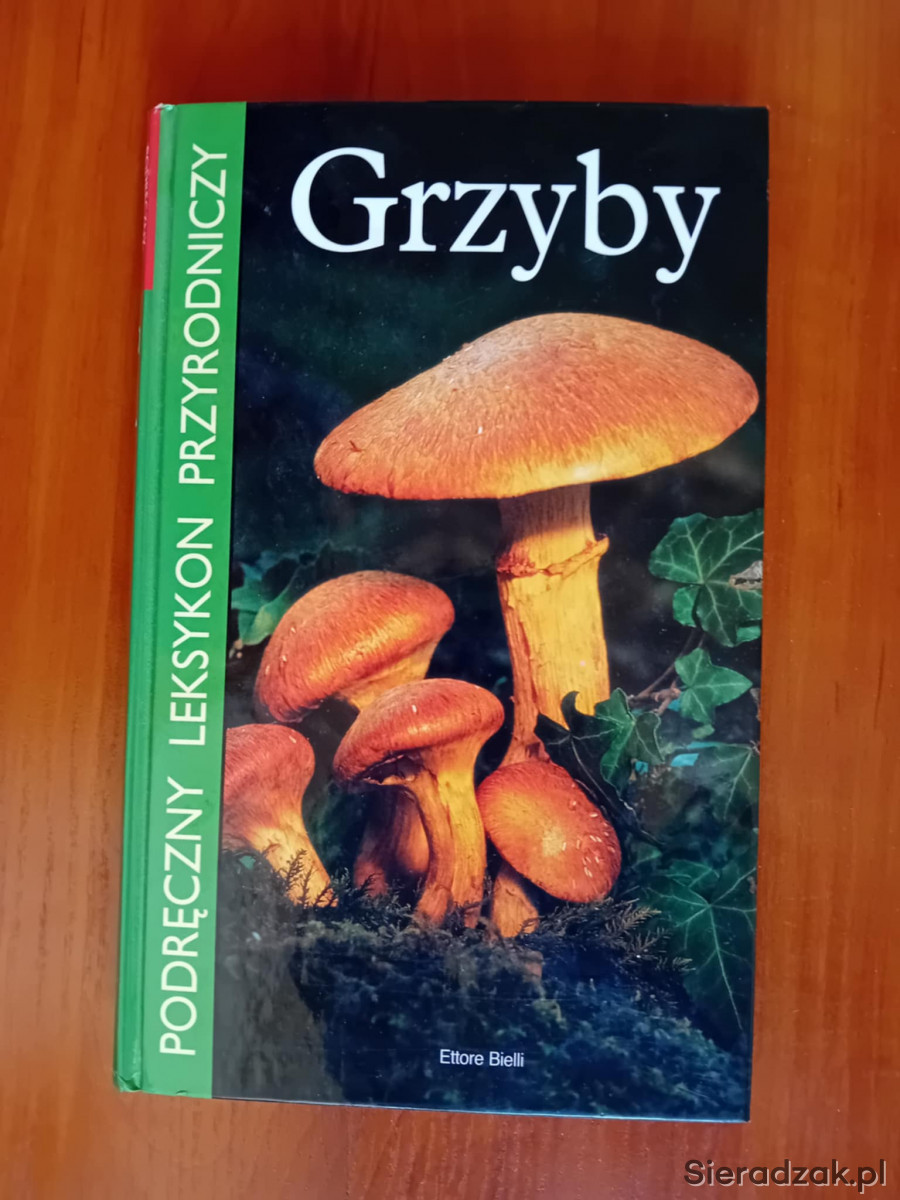 Grzyby
PODRĘCZNY LEKSYKON PRZYRODNICZY
Ettore Bielli
Sieradzak.pl